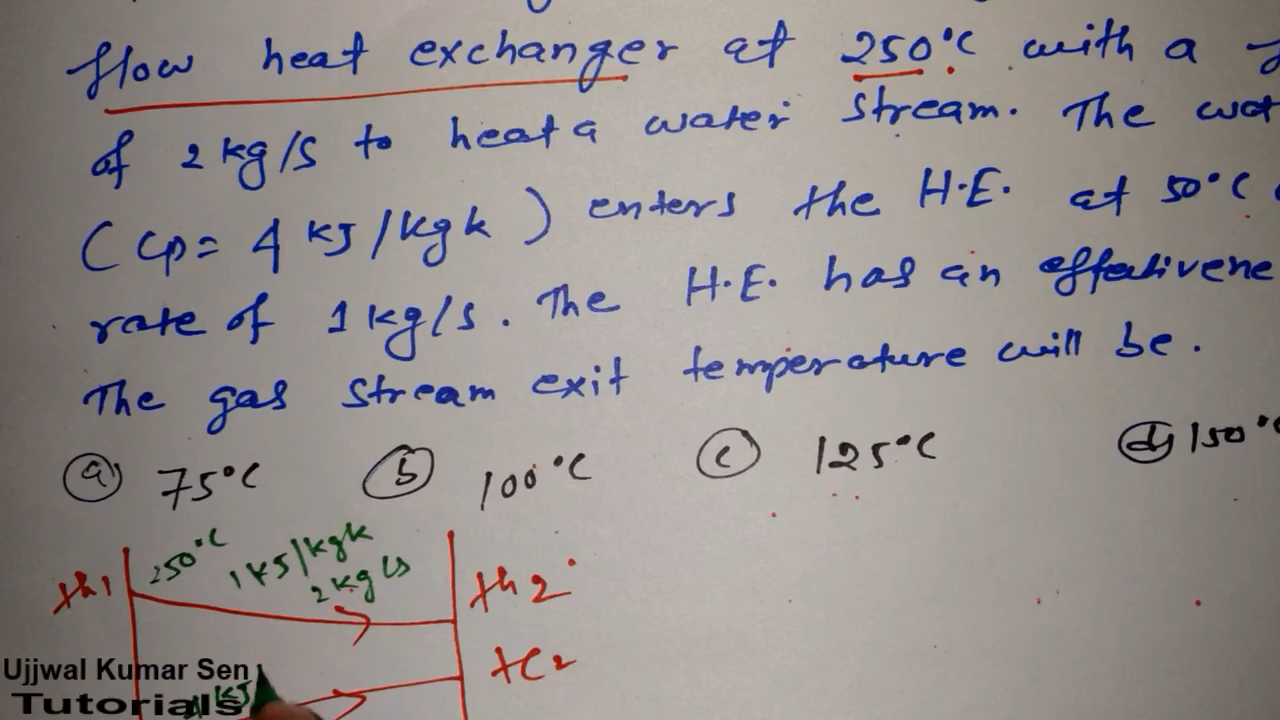 flow heat exchanger at 250°C with a
of 2 kg/s to heat a water stream. The wat
(Cp = 4 kJ/kgk) enters the H.E. at 50°C
rate of 1 kg/s. The H.E. has an effectivene
The gas stream exit temperature will be.
(a) 75°C (b) 100°C (c) 125°C (d) 150°
th1 250°C 1 kJ/kgk th2
2 kg/s
tc2
Ujjwal Kumar Sen
Tutorials